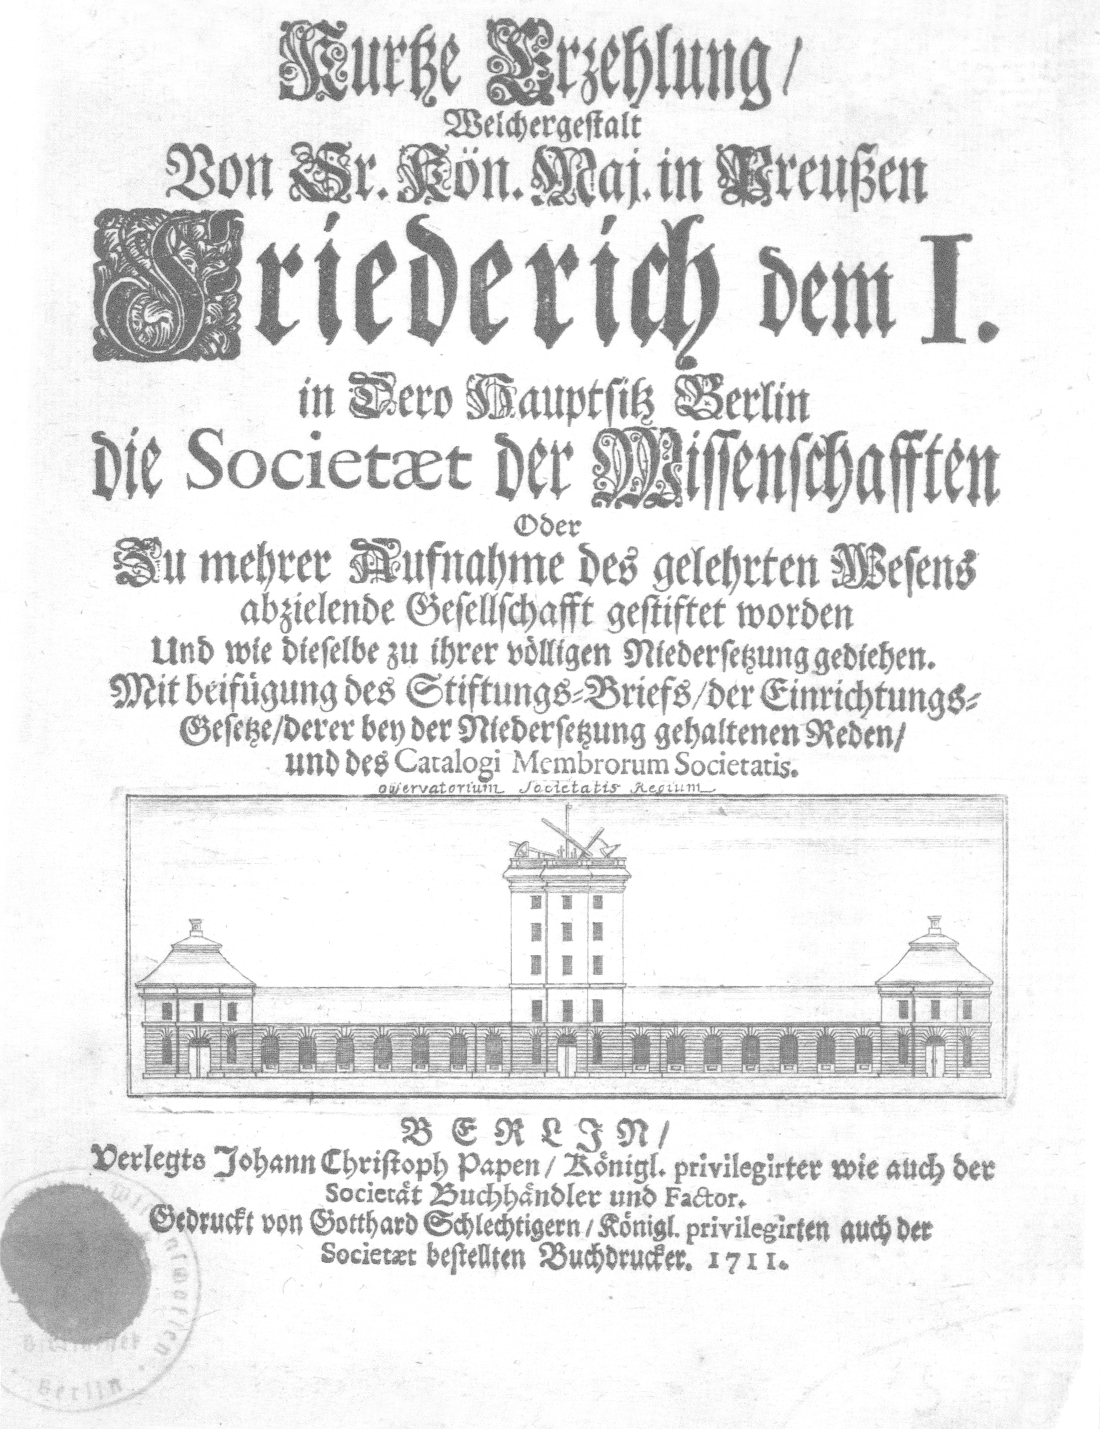 Kurtze Erzehlung/
Welchergestalt
Von Sr. Kön. Maj. in Preußen
Friederich dem I.
in Dero Hauptsitz Berlin
die Societæt der Wissenschafften
Oder
Zu mehrer Aufnahme des gelehrten Wesens
abzielende Gesellschafft gestiftet worden
Und wie dieselbe zu ihrer völligen Niedersetzung gediehen.
Mit beifügung des Stiftungs=Briefs/der Einrichtungs=
Gesetze/derer bey der Niedersetzung gehaltenen Reden/
und des Catalogi Membrorum Societatis.
Observatorium Societatis Regium
BERLIN/
Verlegts Johann Christoph Papen/ Königl. privilegirter wie auch der
Societät Buchhändler und Factor.
Gedruckt von Gotthard Schlechtigern/Königl. privilegirten auch der
Societæt bestellten Buchdrucker. 1711.
Berlin